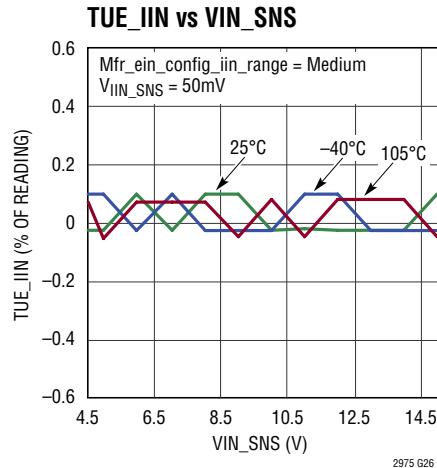 TUE_IIN vs VIN_SNS
0.6
Mfr_ein_config_iin_range = Medium
VIIN_SNS = 50mV
0.4
25°C
–40°C
105°C
0.2
TUE_IIN (% OF READING)
0
–0.2
–0.4
–0.6
4.5 6.5 8.5 10.5 12.5 14.5
VIN_SNS (V)
2975 G26